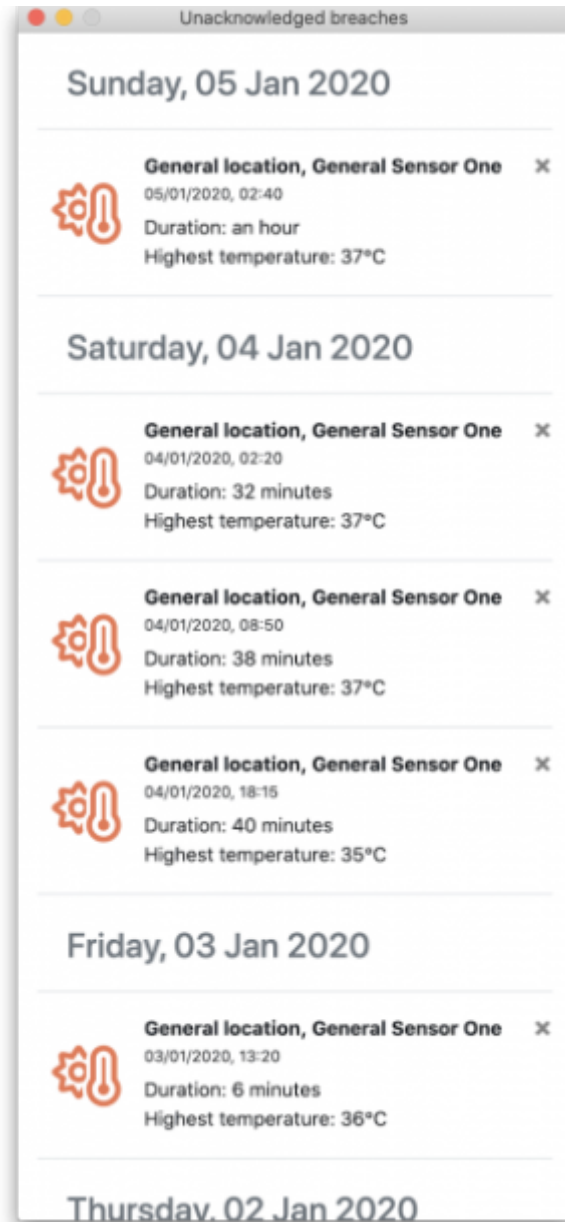 Unacknowledged breaches
Sunday, 05 Jan 2020
General location, General Sensor One
05/01/2020, 02:40
Duration: an hour
Highest temperature: 37°C
Saturday, 04 Jan 2020
General location, General Sensor One
04/01/2020, 02:20
Duration: 32 minutes
Highest temperature: 37°C
General location, General Sensor One
04/01/2020, 08:50
Duration: 38 minutes
Highest temperature: 37°C
General location, General Sensor One
04/01/2020, 18:15
Duration: 40 minutes
Highest temperature: 35°C
Friday, 03 Jan 2020
General location, General Sensor One
03/01/2020, 13:20
Duration: 6 minutes
Highest temperature: 36°C
Thursday, 02 Jan 2020